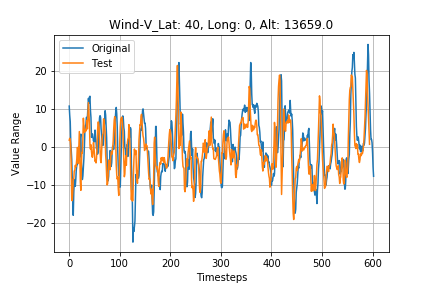 Wind-V_Lat: 40, Long: 0, Alt: 13659.0
Original
Test
Value Range
20
10
0
−10
−20
0 100 200 300 400 500 600
Timesteps